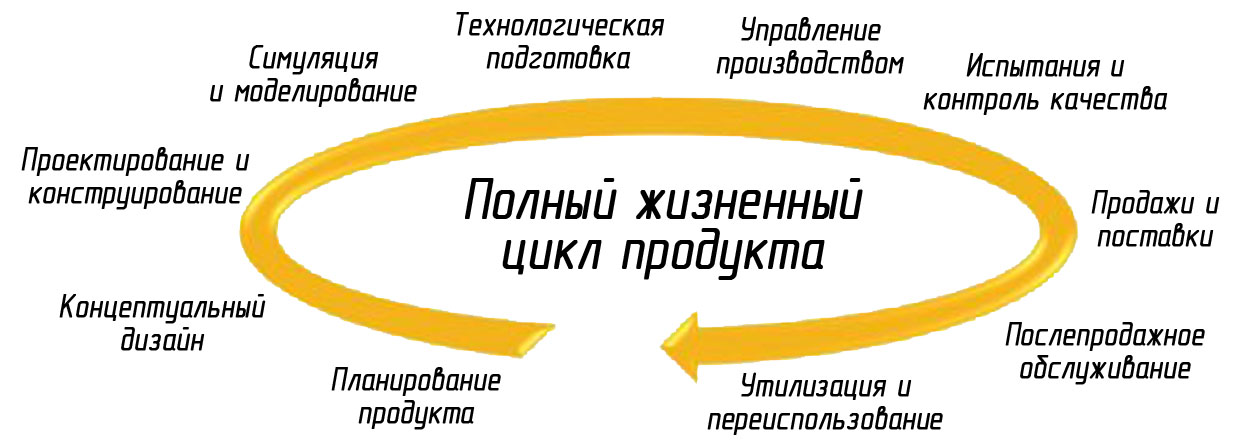 Полный жизненный
цикл продукта
Планирование
продукта
Концептуальный
дизайн
Проектирование и
конструирование
Симуляция
и моделирование
Технологическая
подготовка
Управление
производством
Испытания и
контроль качества
Продажи и
поставки
Послепродажное
обслуживание
Утилизация и
переиспользование